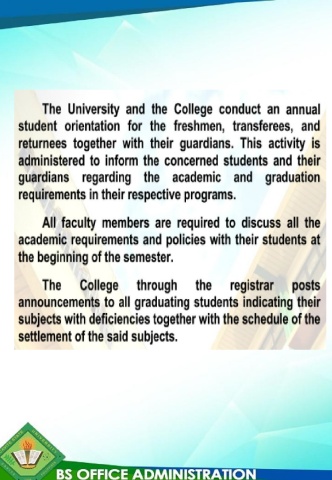 The University and the College conduct an annual
student orientation for the freshmen, transferees, and
returnees together with their guardians. This activity is
administered to inform the concerned students and their
guardians regarding the academic and graduation
requirements in their respective programs.
All faculty members are required to discuss all the
academic requirements and policies with their students at
the beginning of the semester.
The College through the registrar posts
announcements to all graduating students indicating their
subjects with deficiencies together with the schedule of the
settlement of the said subjects.
BS OFFICE ADMINISTRATION